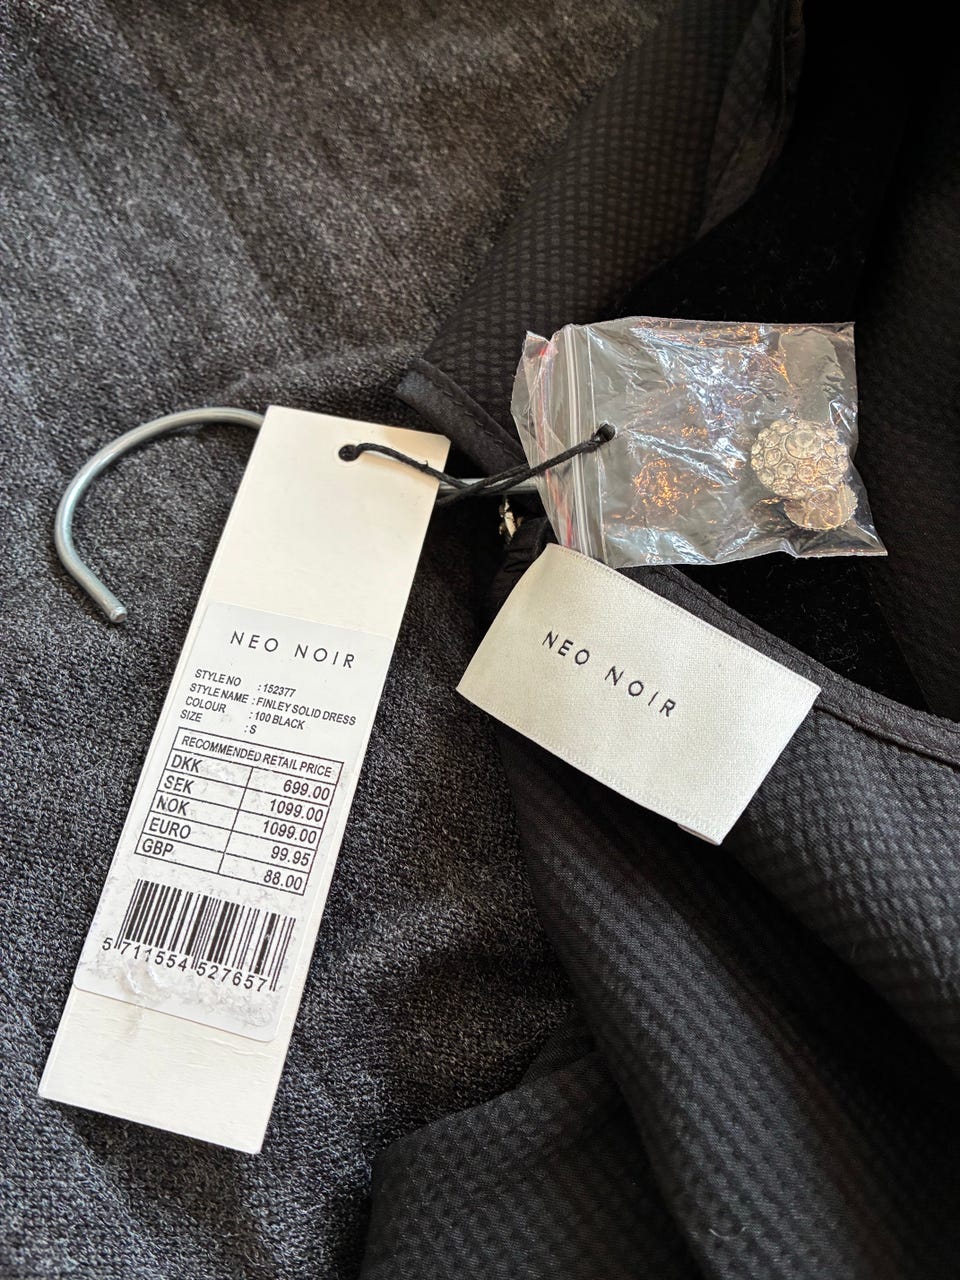 NEO NOIR
STYLE NO : 152377
STYLE NAME : FINLEY SOLID DRESS
COLOUR : 100 BLACK
SIZE : S
RECOMMENDED RETAIL PRICE
DKK 699.00
SEK 1099.00
NOK 1099.00
EURO 99.95
GBP 88.00
5 711554 527657
NEO NOIR